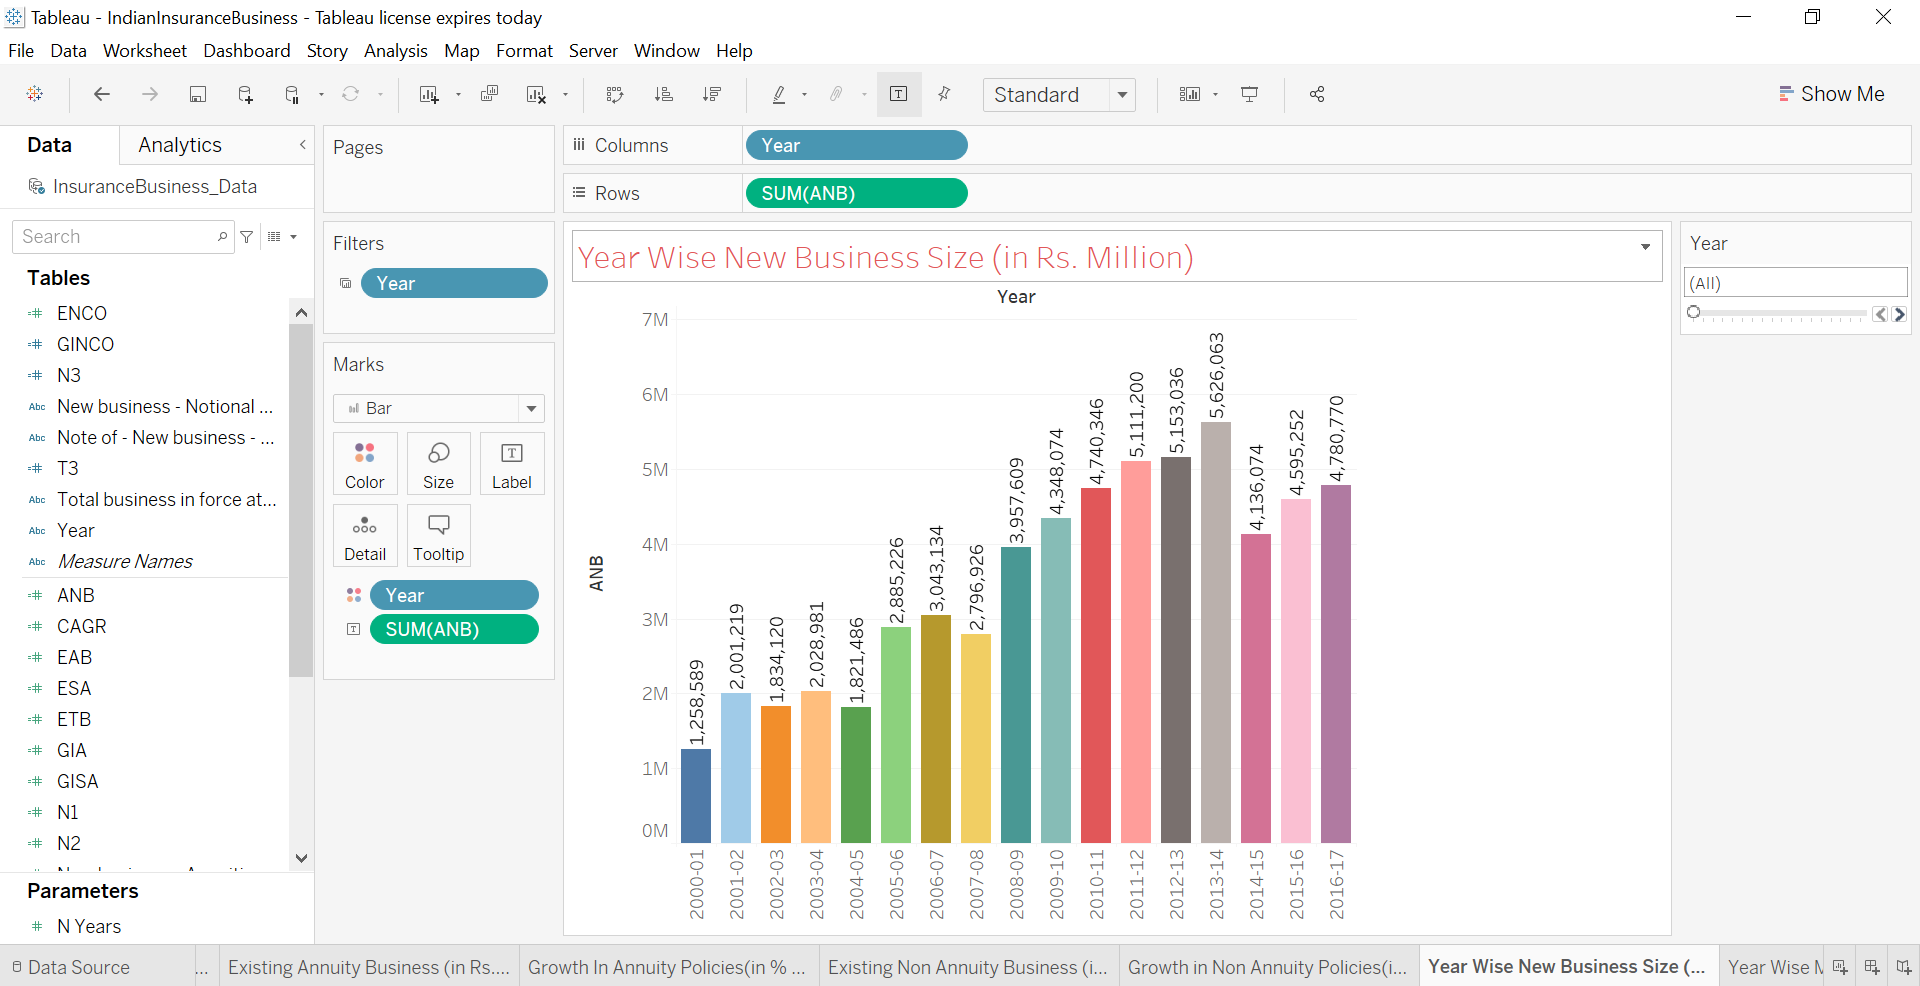 Tableau - IndianInsuranceBusiness - Tableau license expires today
File Data Worksheet Dashboard Story Analysis Map Format Server Window Help
Standard
Show Me
Data
Analytics
InsuranceBusiness_Data
Search
Tables
ENCO
GINCO
N3
Abc New business - Notional ...
Abc Note of - New business - ...
T3
Abc Total business in force at...
Abc Year
Abc Measure Names
ANB
CAGR
EAB
ESA
ETB
GIA
GISA
N1
N2
Parameters
N Years
Pages
Filters
Year
Marks
Bar
Color
Size
Label
Detail
Tooltip
Year
SUM(ANB)
Columns
Year
Rows
SUM(ANB)
Year Wise New Business Size (in Rs. Million)
Year
7M
6M
5M
4M
3M
2M
1M
0M
ANB
1,258,589
2,001,219
1,834,120
2,028,981
1,821,486
2,885,226
3,043,134
2,796,926
3,957,609
4,348,074
4,740,346
5,111,200
5,153,036
5,626,063
4,136,074
4,595,252
4,780,770
2000-01
2001-02
2002-03
2003-04
2004-05
2005-06
2006-07
2007-08
2008-09
2009-10
2010-11
2011-12
2012-13
2013-14
2014-15
2015-16
2016-17
Year
(All)
Data Source
...
Existing Annuity Business (in Rs....
Growth In Annuity Policies(in % ...
Existing Non Annuity Business (i...
Growth in Non Annuity Policies(i...
Year Wise New Business Size (...
Year Wise